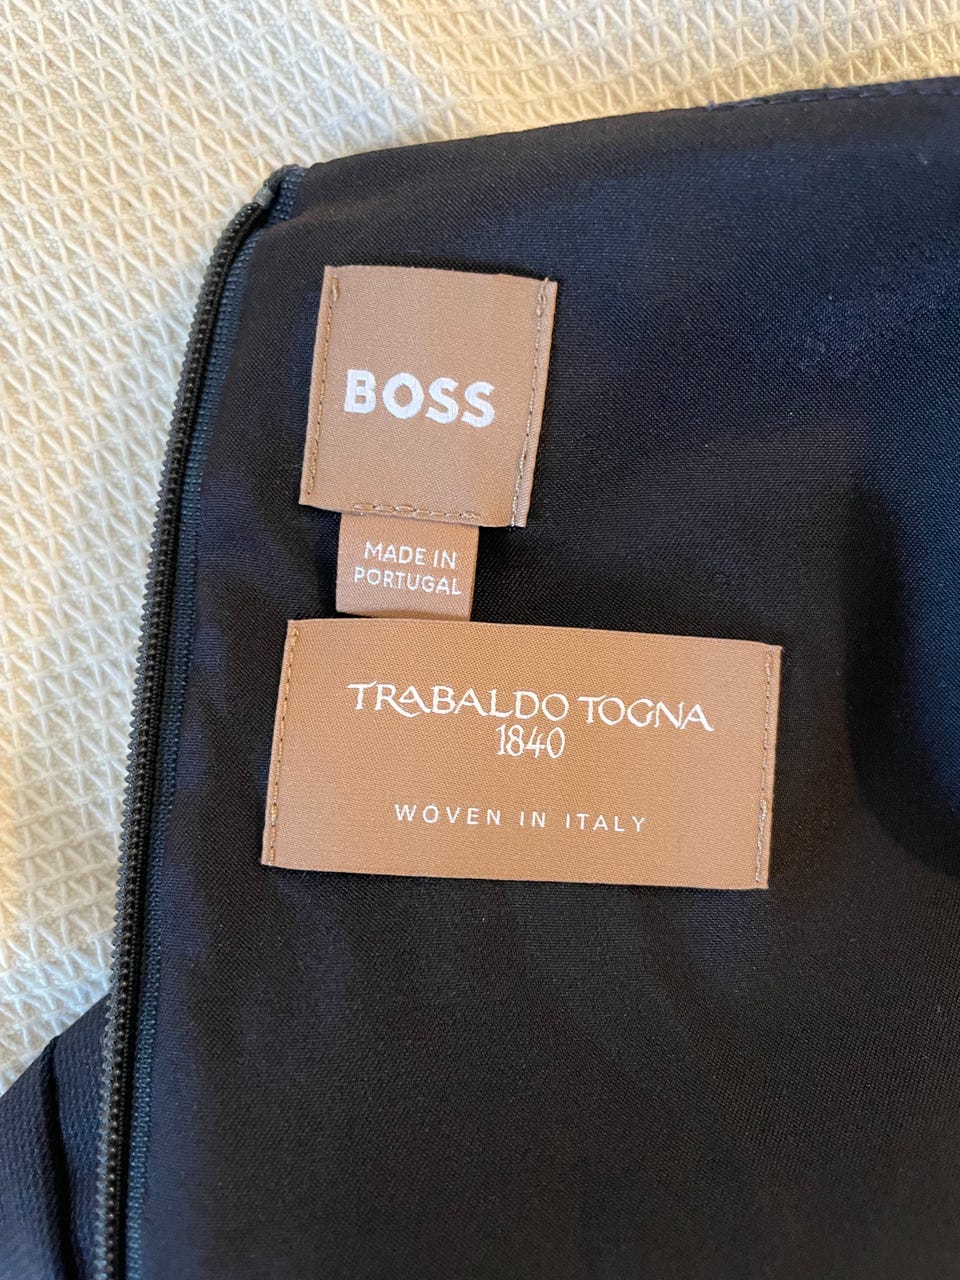 BOSS
MADE IN
PORTUGAL
TRABALDO TOGNA
1840
WOVEN IN ITALY